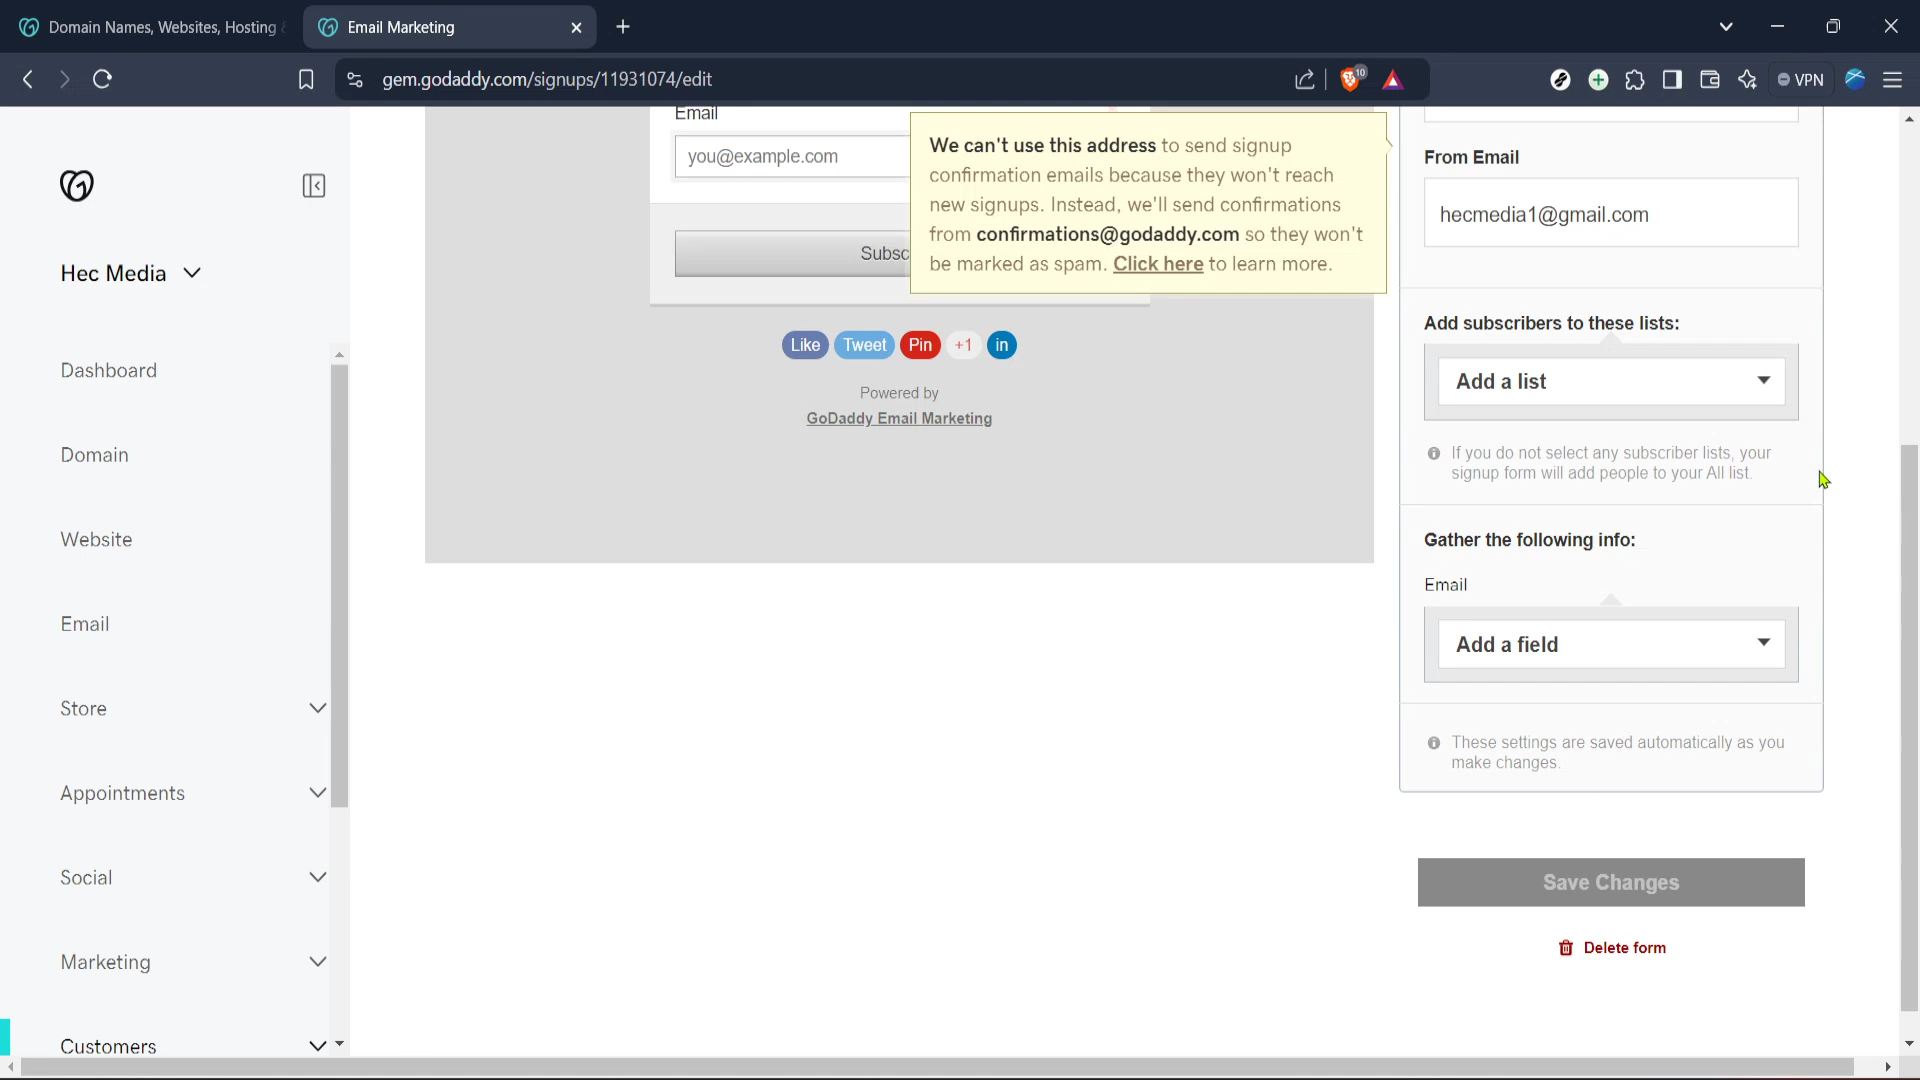 Domain Names, Websites, Hosting
Email Marketing
gem.godaddy.com/signups/11931074/edit
10
VPN
Hec Media
Dashboard
Domain
Website
Email
Store
Appointments
Social
Marketing
Customers
Email
you@example.com
Subsc
We can't use this address to send signup
confirmation emails because they won't reach
new signups. Instead, we'll send confirmations
from confirmations@godaddy.com so they won't
be marked as spam. Click here to learn more.
Like
Tweet
Pin
+1
in
Powered by
GoDaddy Email Marketing
From Email
hecmedia1@gmail.com
Add subscribers to these lists:
Add a list
If you do not select any subscriber lists, your
signup form will add people to your All list.
Gather the following info:
Email
Add a field
These settings are saved automatically as you
make changes.
Save Changes
Delete form